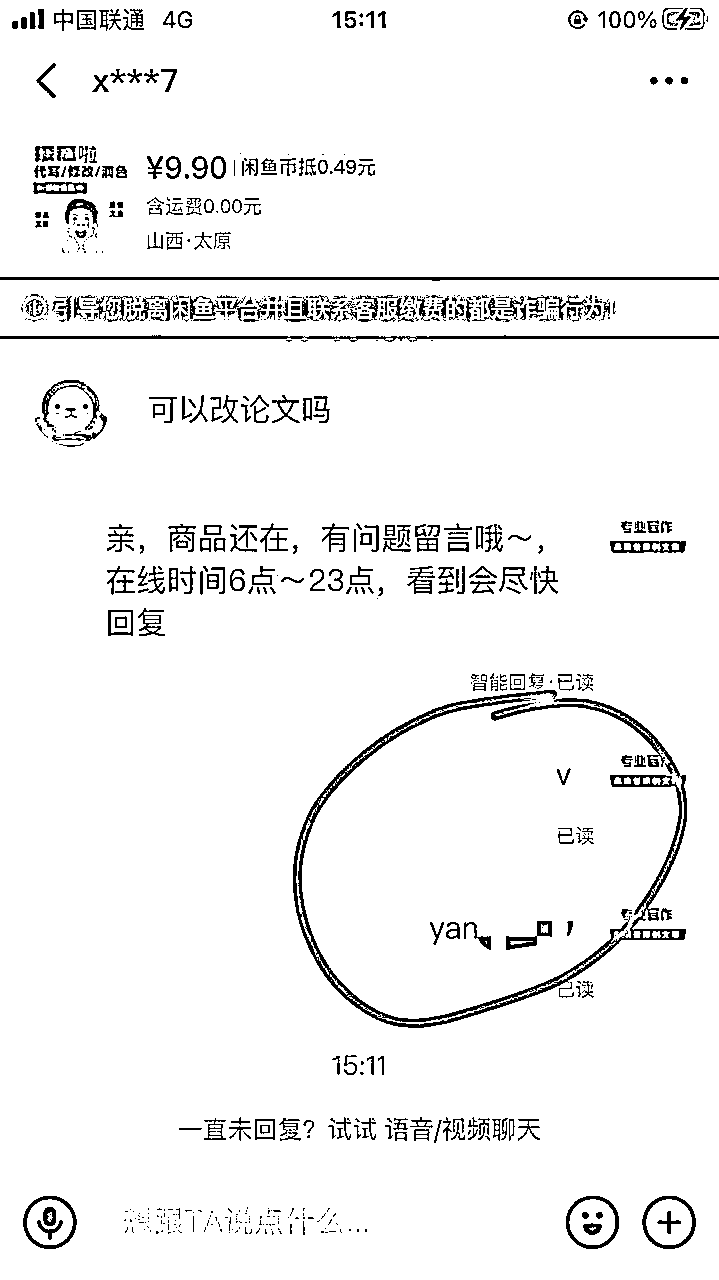 中国联通 4G 15:11 100%
x***7
接稿啦
代写/修改/润色
¥9.90 闲鱼币抵0.49元
含运费0.00元
山西·太原
引导您脱离闲鱼平台并且联系客服缴费的都是诈骗行为!
可以改论文吗
亲，商品还在，有问题留言哦～，
在线时间6点～23点，看到会尽快
回复
专业写作
智能回复·已读
v
专业写作
已读
yan
专业写作
已读
15:11
一直未回复？试试 语音/视频聊天
想跟TA说点什么...